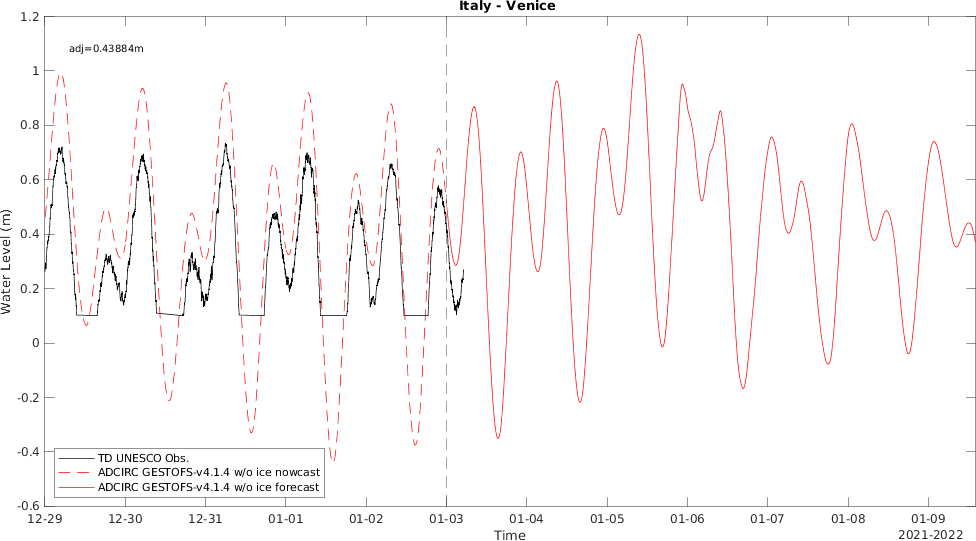 Italy - Venice
adj=0.43884m
1.2
1
0.8
0.6
0.4
0.2
0
-0.2
-0.4
-0.6
Water Level (m)
TD UNESCO Obs.
ADCIRC GESTOFS-v4.1.4 w/o ice nowcast
ADCIRC GESTOFS-v4.1.4 w/o ice forecast
12-29 12-30 12-31 01-01 01-02 01-03 01-04 01-05 01-06 01-07 01-08 01-09
Time
2021-2022